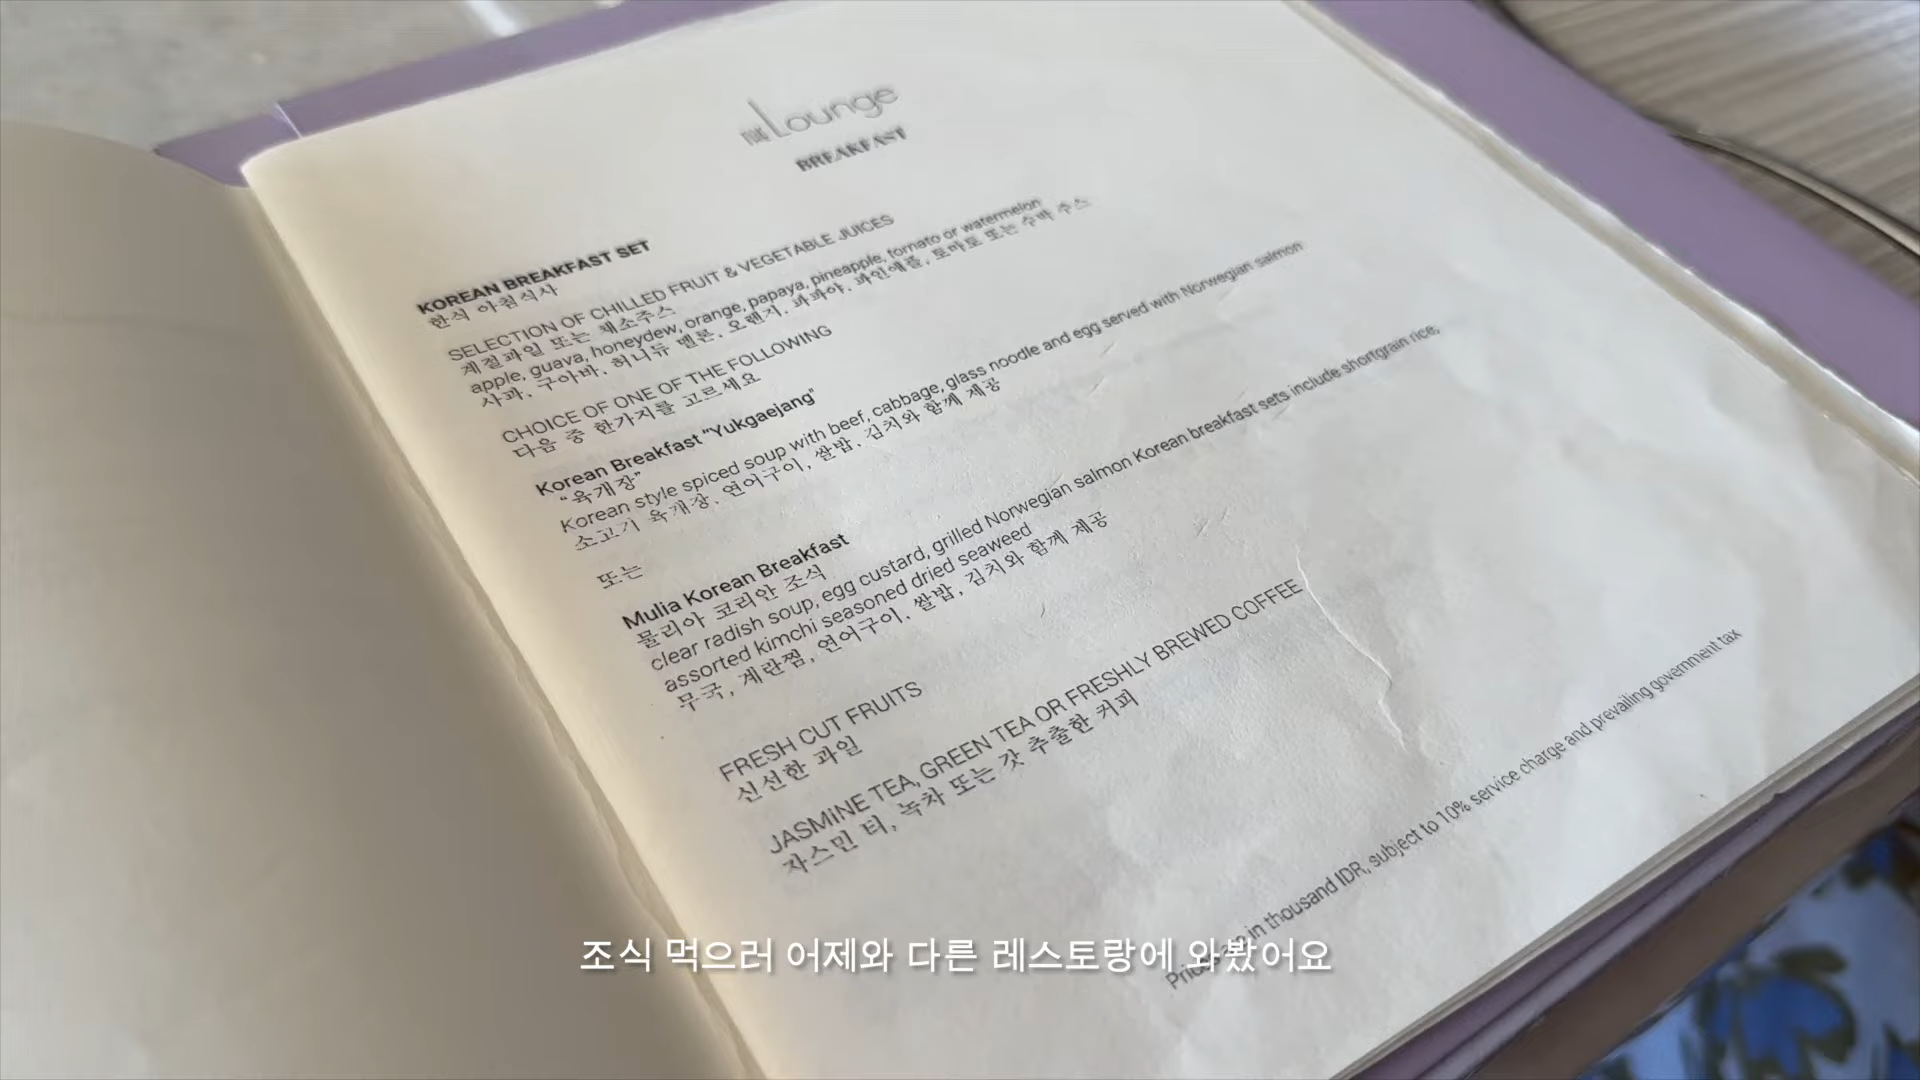 THE Lounge
BREAKFAST
KOREAN BREAKFAST SET
한식 아침식사
SELECTION OF CHILLED FRUIT & VEGETABLE JUICES
계절과일 또는 채소주스
apple, guava, honeydew, orange, papaya, pineapple, tomato or watermelon
사과, 구아바, 허니듀 멜론, 오렌지, 파파야, 파인애플, 토마토 또는 수박 주스
CHOICE OF ONE OF THE FOLLOWING
다음 중 한가지를 고르세요
Korean Breakfast "Yukgaejang"
"육개장"
Korean style spiced soup with beef, cabbage, glass noodle and egg served with Norwegian salmon
소고기 육개장, 연어구이, 쌀밥, 김치와 함께 제공
또는
Mulia Korean Breakfast
물리아 코리안 조식
clear radish soup, egg custard, grilled Norwegian salmon Korean breakfast sets include shortgrain rice,
assorted kimchi seasoned dried seaweed
무국, 계란찜, 연어구이, 쌀밥, 김치와 함께 제공
FRESH CUT FRUITS
신선한 과일
JASMINE TEA, GREEN TEA OR FRESHLY BREWED COFFEE
자스민 티, 녹차 또는 갓 추출한 커피
Prices are in thousand IDR, subject to 10% service charge and prevailing government tax
조식 먹으러 어제와 다른 레스토랑에 와봤어요